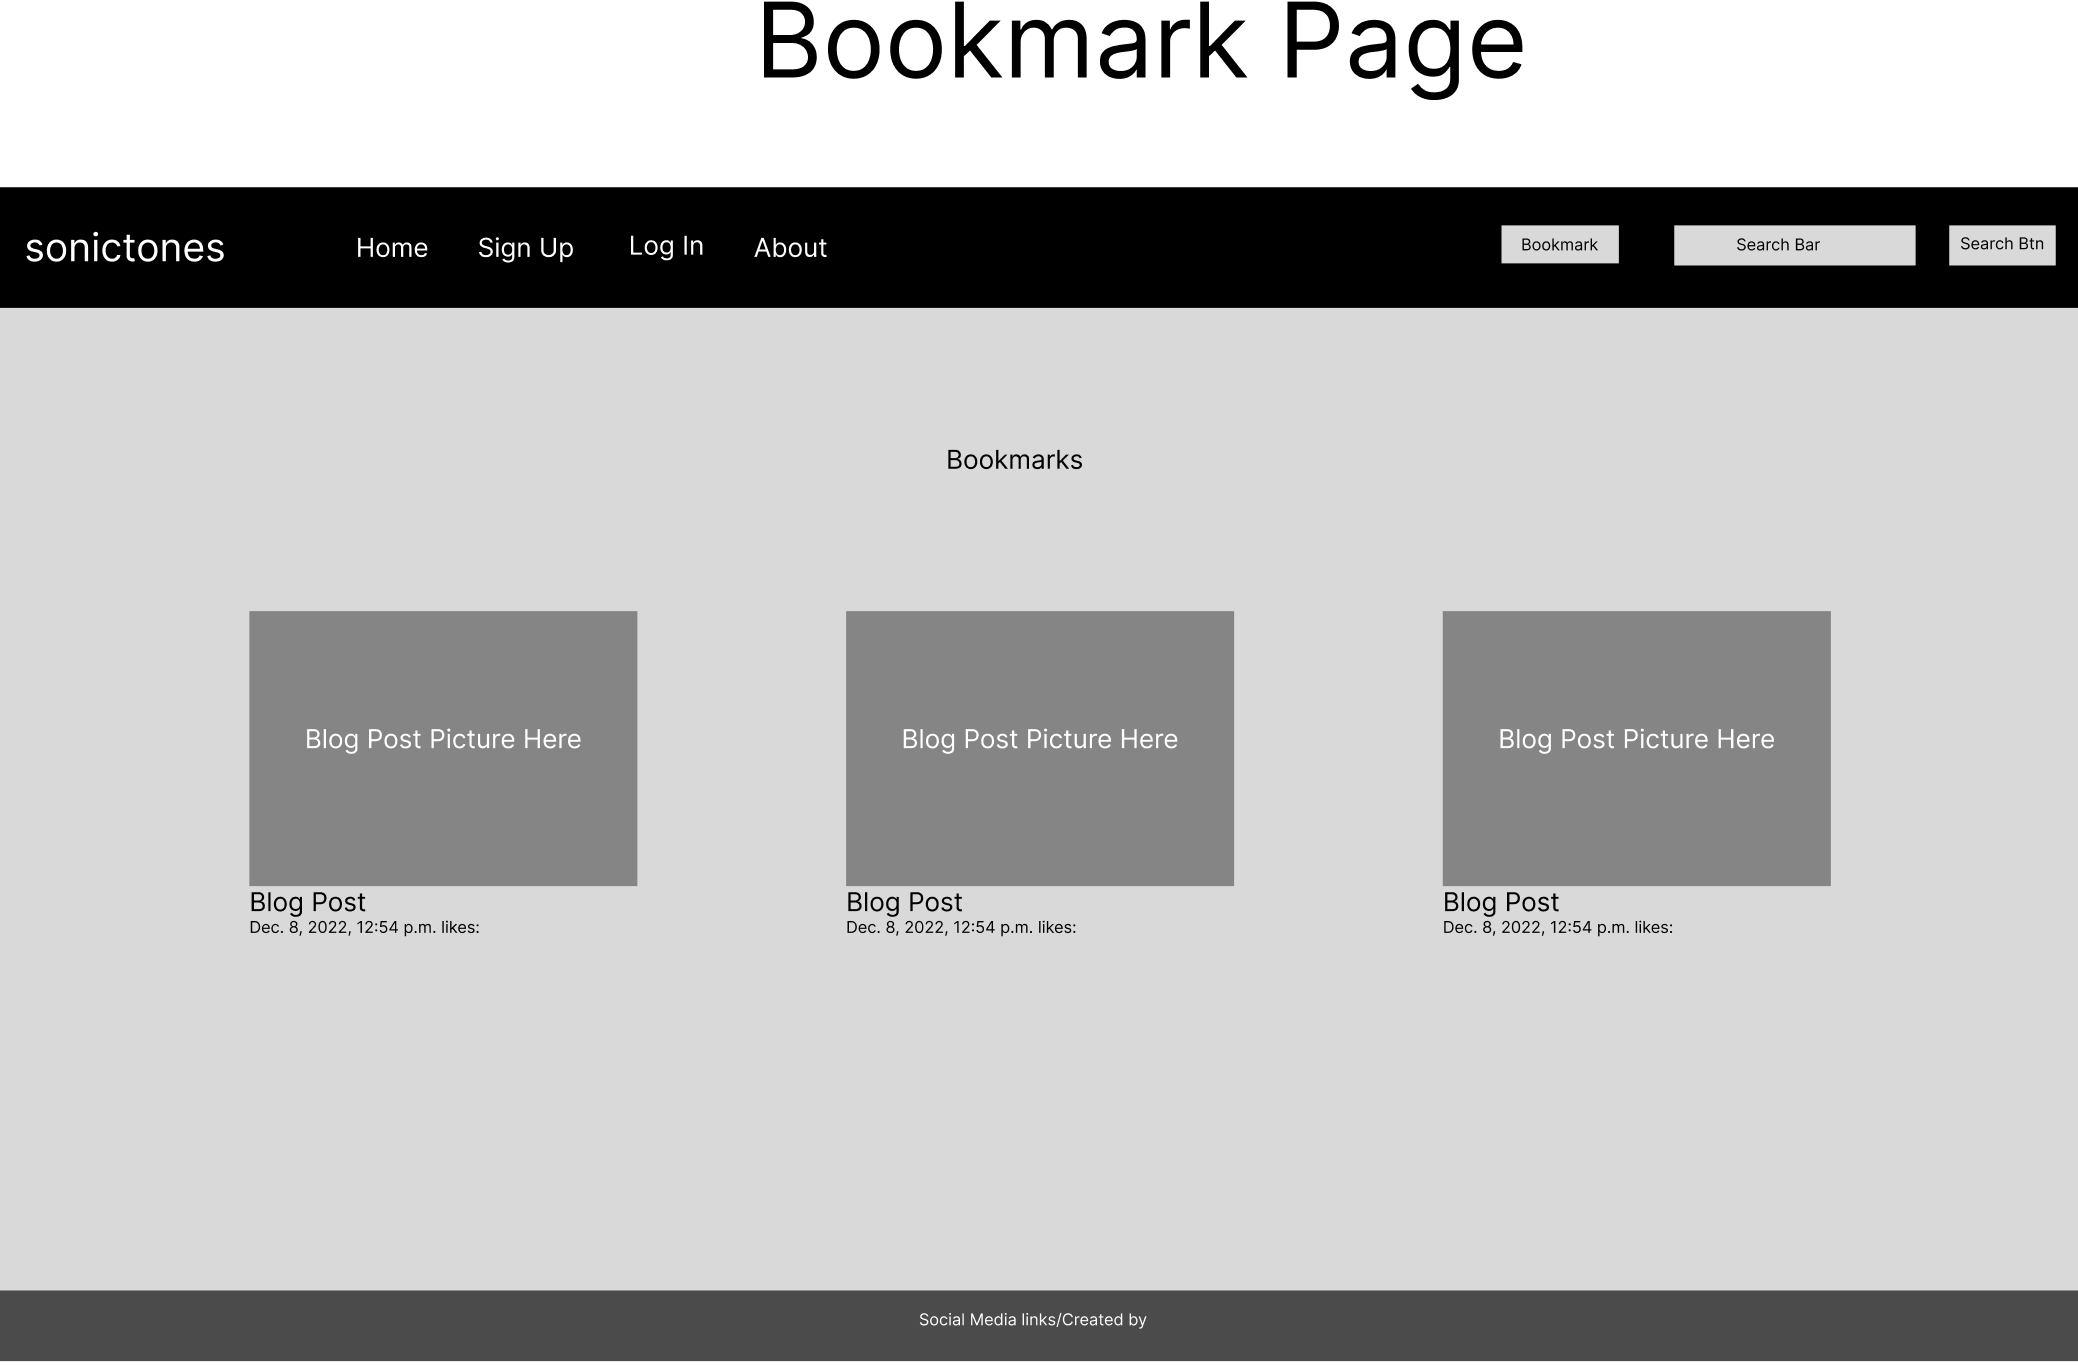 Bookmark Page
sonictones Home Sign Up Log In About Bookmark Search Bar Search Btn
Bookmarks
Blog Post Picture Here Blog Post Picture Here Blog Post Picture Here
Blog Post Blog Post Blog Post
Dec. 8, 2022, 12:54 p.m. likes: Dec. 8, 2022, 12:54 p.m. likes: Dec. 8, 2022, 12:54 p.m. likes:
Social Media links/Created by